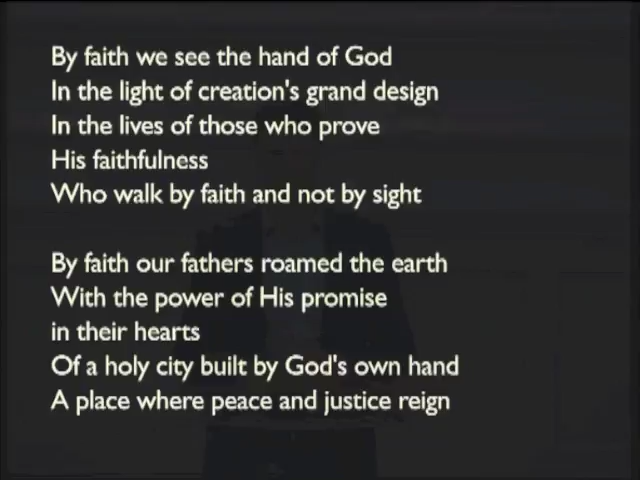 By faith we see the hand of God
In the light of creation's grand design
In the lives of those who prove
His faithfulness
Who walk by faith and not by sight
By faith our fathers roamed the earth
With the power of His promise
in their hearts
Of a holy city built by God's own hand
A place where peace and justice reign